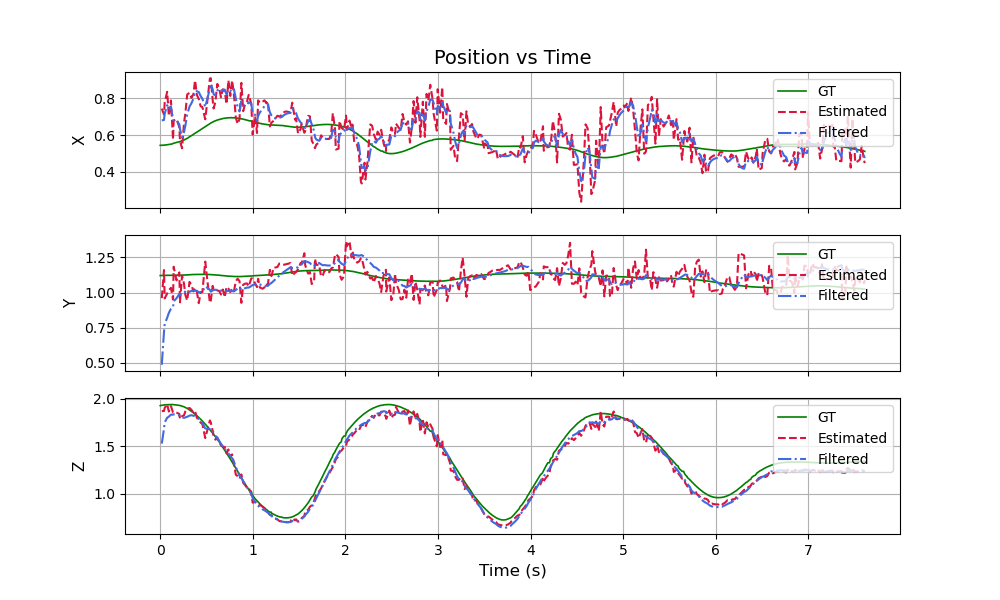 Position vs Time
X
0.8
0.6
0.4
GT
Estimated
Filtered
Y
1.25
1.00
0.75
0.50
GT
Estimated
Filtered
Z
2.0
1.5
1.0
GT
Estimated
Filtered
0 1 2 3 4 5 6 7
Time (s)